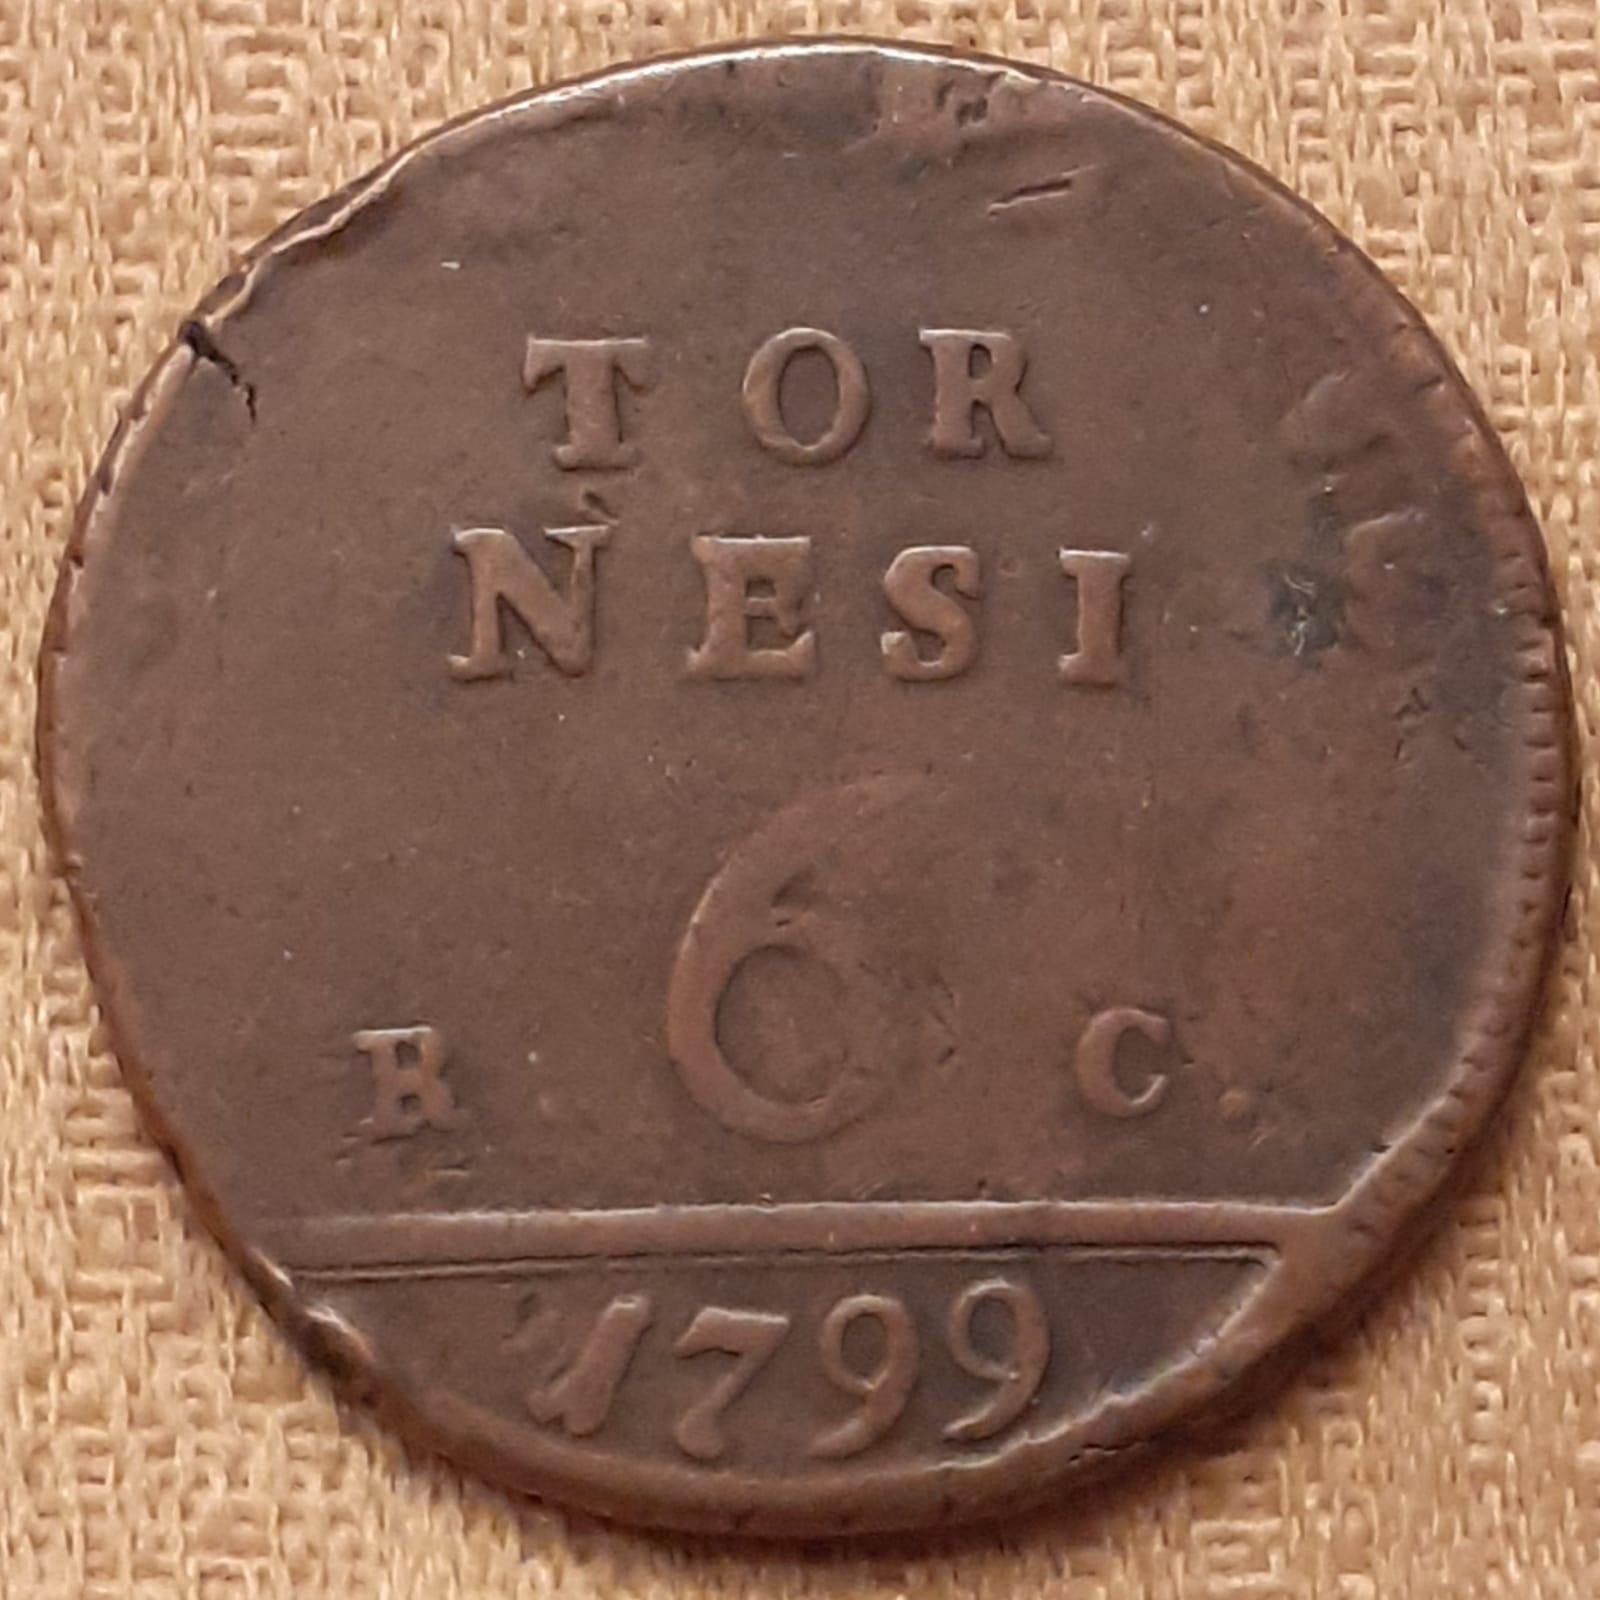 TOR
NESI
R. 6 C.
1799